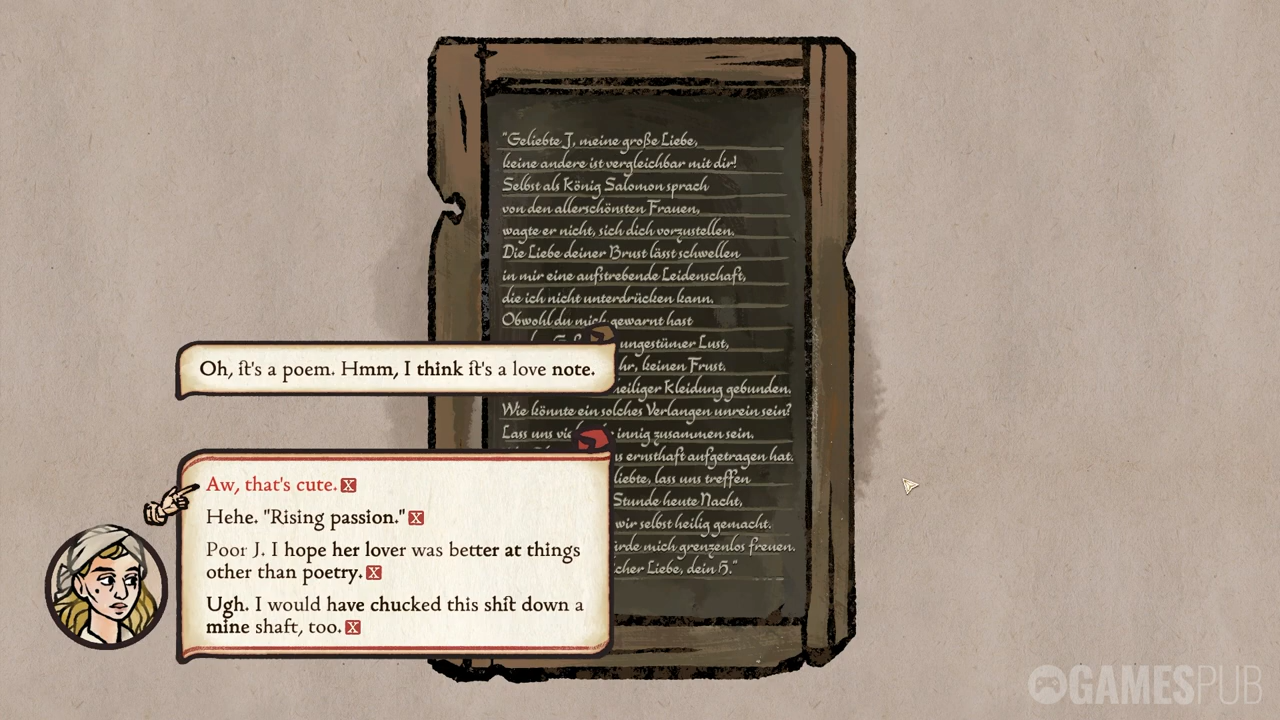 "Geliebte J, meine große Liebe,
keine andere ist vergleichbar mit dir!
Selbst als König Salomon sprach
von den allerschönsten Frauen,
wagte er nicht, sich dich vorzustellen.
Die Liebe deiner Brust lässt schwellen
in mir eine aufstrebende Leidenschaft,
die ich nicht unterdrücken kann.
Obwohl du mich gewarnt hast
ungestümer Lust,
keinen Frust.
heiliger Kleidung gebunden.
Wie könnte ein solches Verlangen unrein sein?
Lass uns innig zusammen sein.
ernsthaft aufgetragen hat.
lass uns treffen
Stunde heute Nacht,
wir selbst heilig gemacht.
mich grenzenlos freuen.
Liebe, dein H."
Oh, it's a poem. Hmm, I think it's a love note.
Aw, that's cute. X
Hehe. "Rising passion." X
Poor J. I hope her lover was better at things
other than poetry. X
Ugh. I would have chucked this shit down a
mine shaft, too. X
GAMESPUB